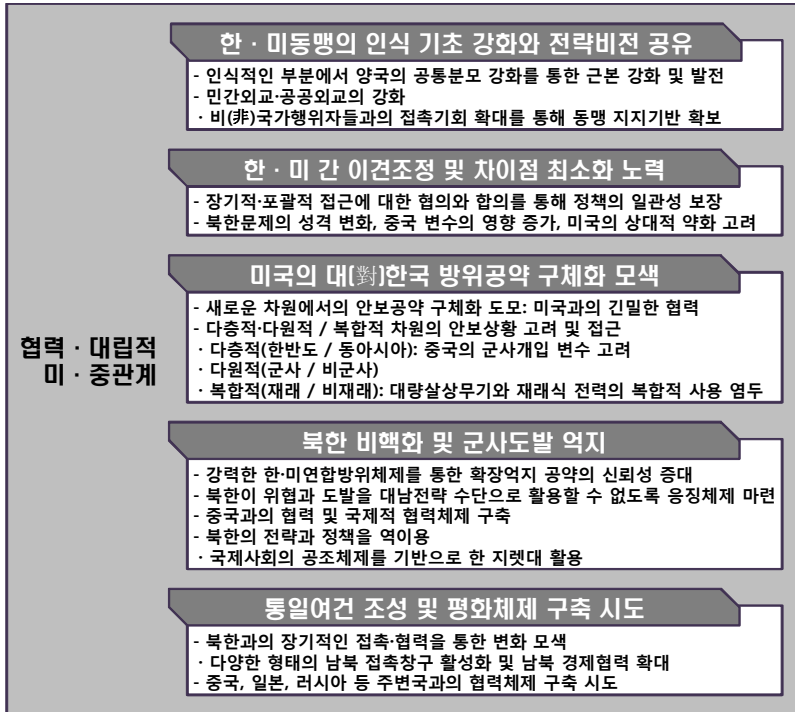 한 · 미동맹의 인식 기초 강화와 전략비전 공유
- 인식적인 부분에서 양국의 공통분모 강화를 통한 근본 강화 및 발전
- 민간외교·공공외교의 강화
· 비(非)국가행위자들과의 접촉기회 확대를 통해 동맹 지지기반 확보
한 · 미 간 이견조정 및 차이점 최소화 노력
- 장기적·포괄적 접근에 대한 협의와 합의를 통해 정책의 일관성 보장
- 북한문제의 성격 변화, 중국 변수의 영향 증가, 미국의 상대적 약화 고려
미국의 대(對)한국 방위공약 구체화 모색
- 새로운 차원에서의 안보공약 구체화 도모: 미국과의 긴밀한 협력
- 다층적·다원적 / 복합적 차원의 안보상황 고려 및 접근
· 다층적(한반도 / 동아시아): 중국의 군사개입 변수 고려
· 다원적(군사 / 비군사)
· 복합적(재래 / 비재래): 대량살상무기와 재래식 전력의 복합적 사용 염두
협력 · 대립적
미 · 중관계
북한 비핵화 및 군사도발 억지
- 강력한 한·미연합방위체제를 통한 확장억지 공약의 신뢰성 증대
- 북한이 위협과 도발을 대남전략 수단으로 활용할 수 없도록 응징체제 마련
- 중국과의 협력 및 국제적 협력체제 구축
- 북한의 전략과 정책을 역이용
· 국제사회의 공조체제를 기반으로 한 지렛대 활용
통일여건 조성 및 평화체제 구축 시도
- 북한과의 장기적인 접촉·협력을 통한 변화 모색
· 다양한 형태의 남북 접촉창구 활성화 및 남북 경제협력 확대
- 중국, 일본, 러시아 등 주변국과의 협력체제 구축 시도